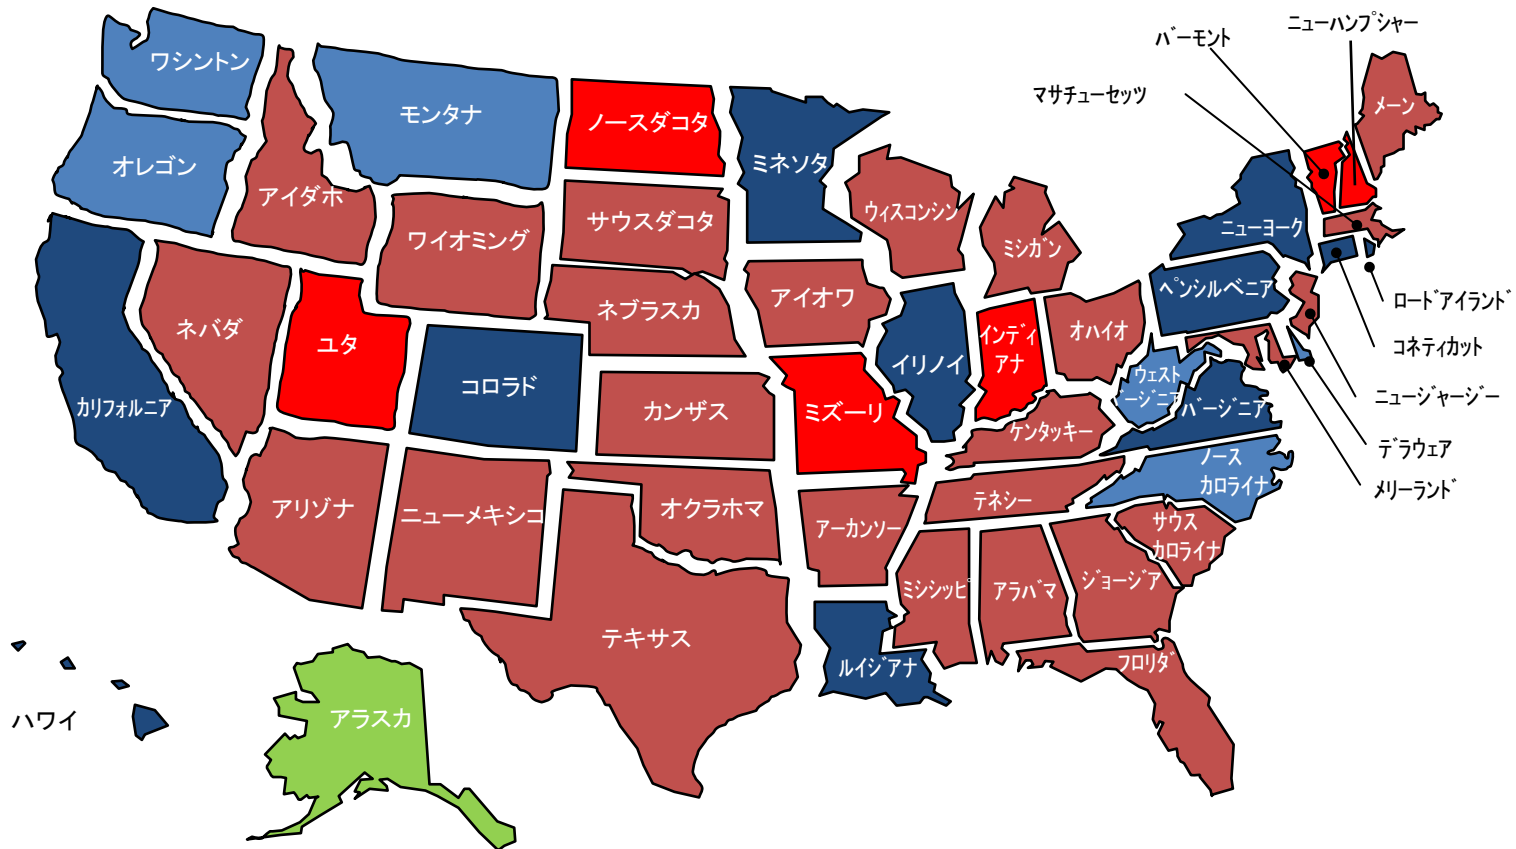 ニューハンプシャー
バーモント
ワシントン
マサチューセッツ
メーン
モンタナ
ノースダコタ
オレゴン
ミネソタ
アイダホ
ウィスコンシン
サウスダコタ
ニューヨーク
ワイオミング
ミシガン
ペンシルベニア
アイオワ
ロードアイランド
ネブラスカ
ネバダ
オハイオ
インディ
アナ
ユタ
コネティカット
イリノイ
ウェスト
バージニア
コロラド
ニュージャージー
カリフォルニア
カンザス
ミズーリ
バージニア
ケンタッキー
デラウェア
ノース
カロライナ
メリーランド
テネシー
アリゾナ
ニューメキシコ
オクラホマ
アーカンソー
サウス
カロライナ
ミシシッピ
アラバマ
ジョージア
テキサス
ルイジアナ
フロリダ
ハワイ
アラスカ